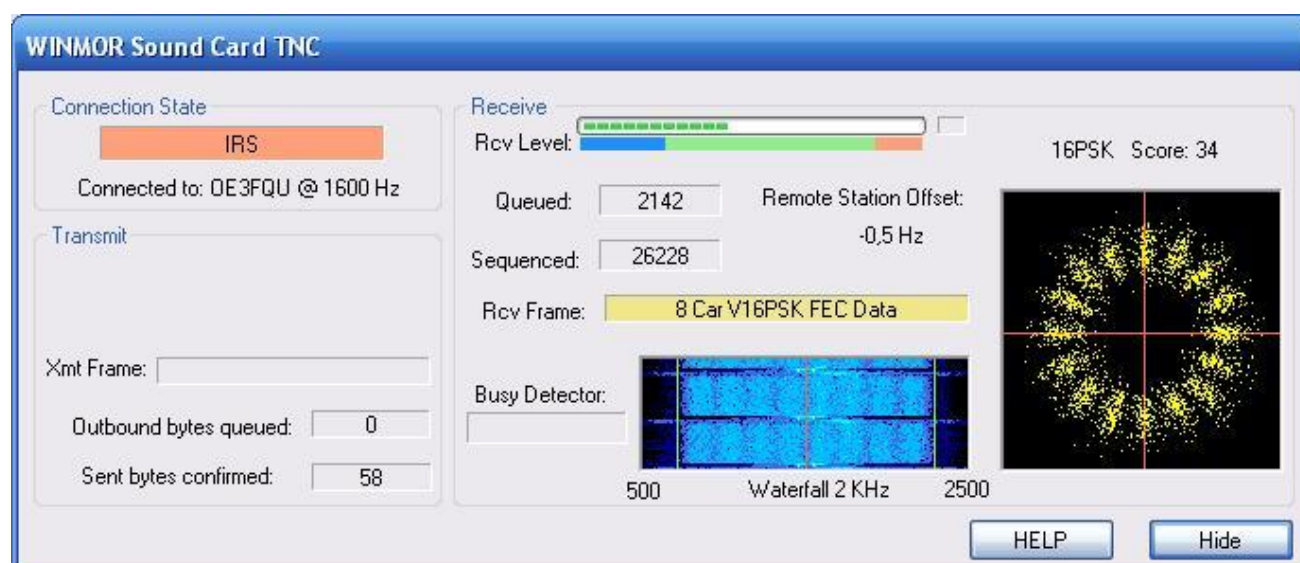 WINMOR Sound Card TNC
Connection State
IRS
Connected to: OE3FQU @ 1600 Hz
Transmit
Xmt Frame:
Outbound bytes queued: 0
Sent bytes confirmed: 58
Receive
Rcv Level:
Queued: 2142
Remote Station Offset:
-0,5 Hz
Sequenced: 26228
Rcv Frame: 8 Car V16PSK FEC Data
Busy Detector:
500 Waterfall 2 KHz 2500
16PSK Score: 34
HELP Hide